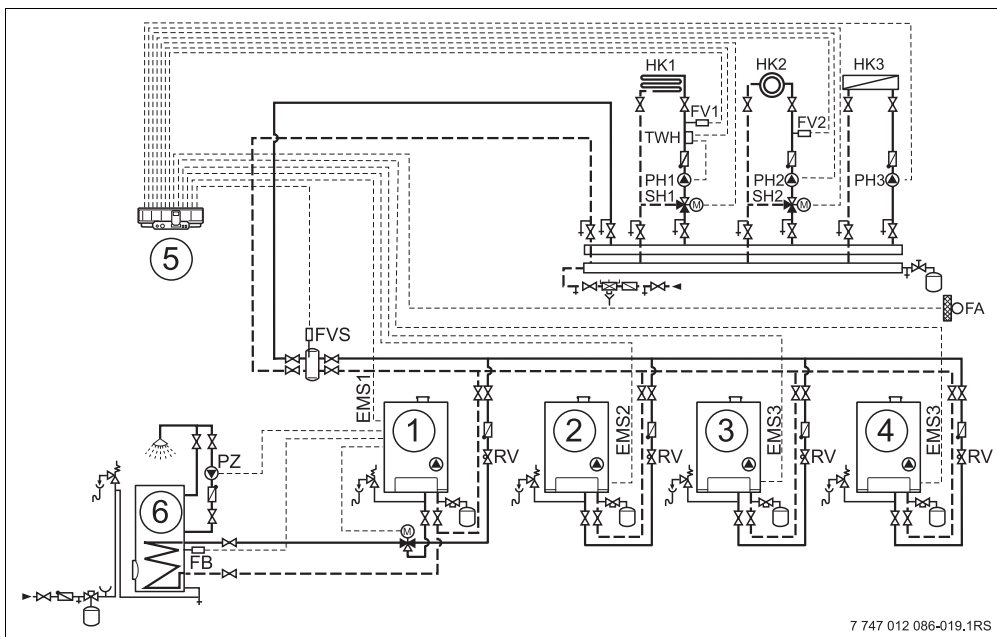 HK1
HK2
HK3
FV1
FV2
TWH
PH1
PH2
PH3
SH1
SH2
M
M
5
FA
FVS
EMS1
EMS2
EMS3
EMS3
1
2
3
4
RV
RV
RV
PZ
6
M
FB
7 747 012 086-019.1RS